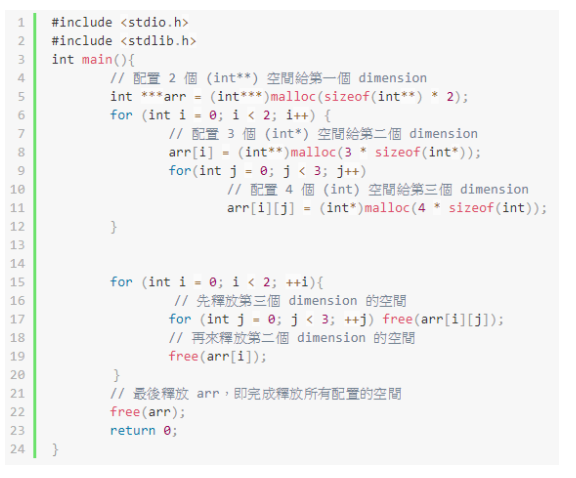 1 #include <stdio.h>
2 #include <stdlib.h>
3 int main(){
4 // 配置 2 個 (int**) 空間給第一個 dimension
5 int ***arr = (int***)malloc(sizeof(int**) * 2);
6 for (int i = 0; i < 2; i++) {
7 // 配置 3 個 (int*) 空間給第二個 dimension
8 arr[i] = (int**)malloc(3 * sizeof(int*));
9 for(int j = 0; j < 3; j++)
10 // 配置 4 個 (int) 空間給第三個 dimension
11 arr[i][j] = (int*)malloc(4 * sizeof(int));
12 }
13
14
15 for (int i = 0; i < 2; ++i){
16 // 先釋放第三個 dimension 的空間
17 for (int j = 0; j < 3; ++j) free(arr[i][j]);
18 // 再來釋放第二個 dimension 的空間
19 free(arr[i]);
20 }
21 // 最後釋放 arr，即完成釋放所有配置的空間
22 free(arr);
23 return 0;
24 }